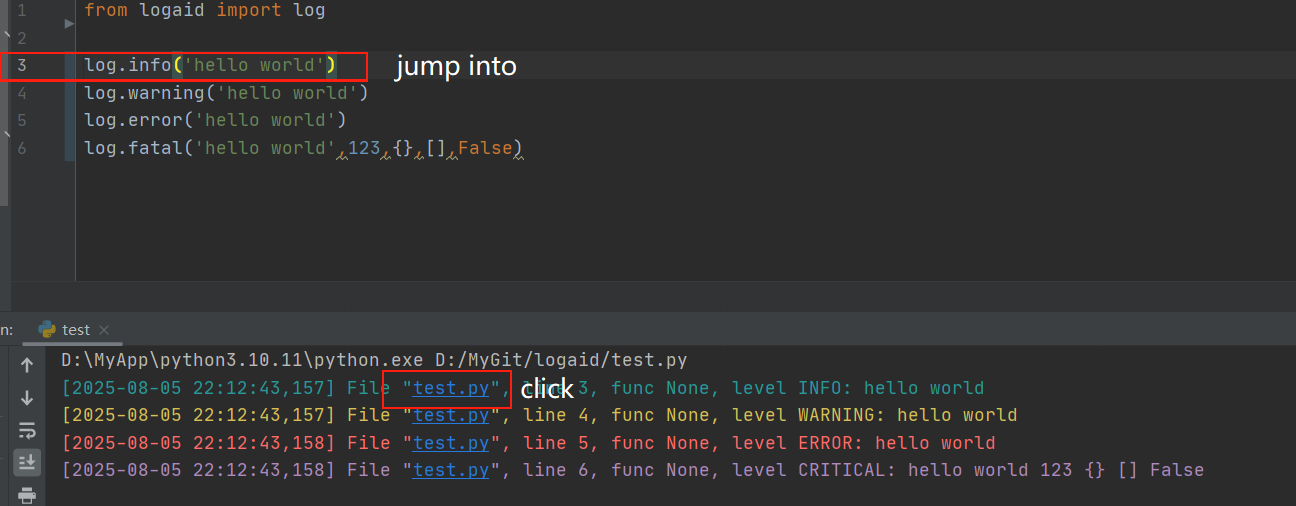 1 from logaid import log
2
3 log.info('hello world') jump into
4 log.warning('hello world')
5 log.error('hello world')
6 log.fatal('hello world',123,{},[],False)
n: test
D:\MyApp\python3.10.11\python.exe D:/MyGit/logaid/test.py
[2025-08-05 22:12:43,157] File "test.py", line 3, func None, level INFO: hello world
click
[2025-08-05 22:12:43,157] File "test.py", line 4, func None, level WARNING: hello world
[2025-08-05 22:12:43,158] File "test.py", line 5, func None, level ERROR: hello world
[2025-08-05 22:12:43,158] File "test.py", line 6, func None, level CRITICAL: hello world 123 {} [] False